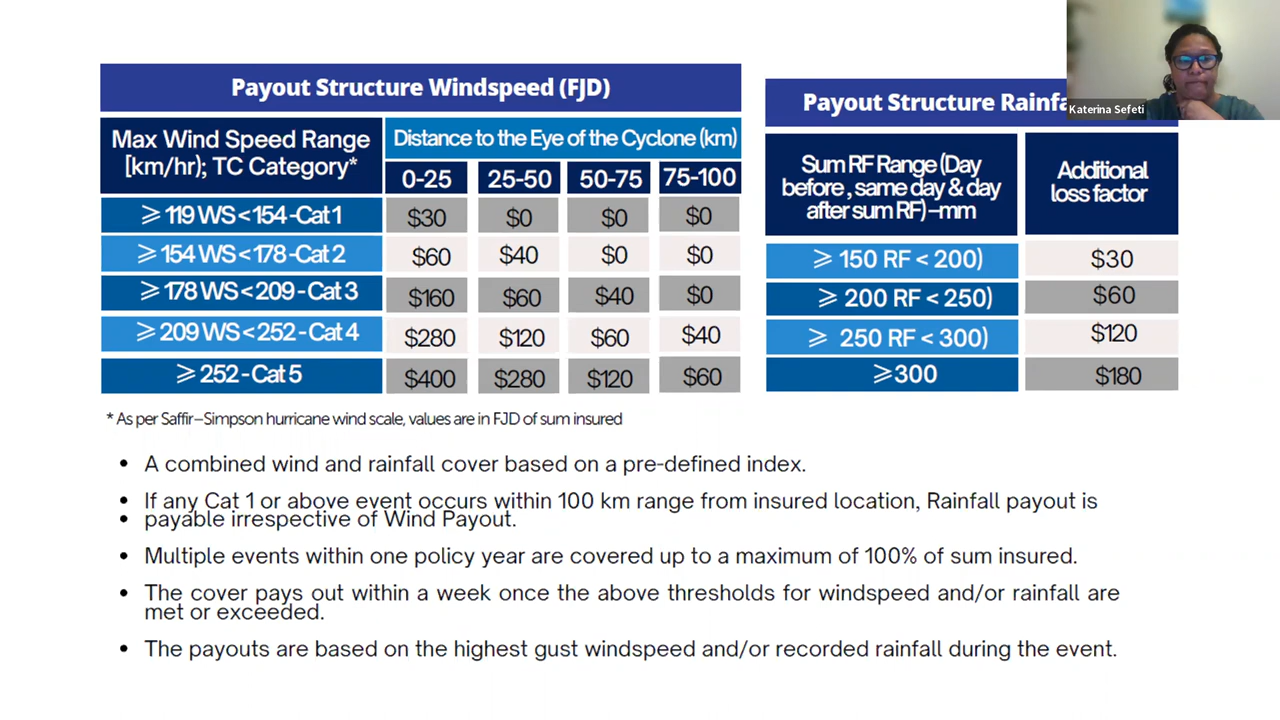 Payout Structure Windspeed (FJD)
Max Wind Speed Range
[km/hr); TC Category*
Distance to the Eye of the Cyclone (km)
0-25 25-50 50-75 75-100
⩾ 119 WS < 154 -Cat 1 $30 $0 $0 $0
⩾ 154 WS < 178 -Cat 2 $60 $40 $0 $0
⩾ 178 WS < 209 - Cat 3 $160 $60 $40 $0
⩾ 209 WS < 252 - Cat 4 $280 $120 $60 $40
⩾ 252 - Cat 5 $400 $280 $120 $60
* As per Saffir–Simpson hurricane wind scale, values are in FJD of sum insured
Payout Structure
Katerina Sefeti
Sum RF Range (Day
before , same day & day
after sum RF) –mm
Additional
loss factor
⩾ 150 RF < 200) $30
⩾ 200 RF < 250) $60
⩾ 250 RF < 300) $120
⩾300 $180
• A combined wind and rainfall cover based on a pre-defined index.
• If any Cat 1 or above event occurs within 100 km range from insured location, Rainfall payout is
• payable irrespective of Wind Payout.
• Multiple events within one policy year are covered up to a maximum of 100% of sum insured.
• The cover pays out within a week once the above thresholds for windspeed and/or rainfall are
met or exceeded.
• The payouts are based on the highest gust windspeed and/or recorded rainfall during the event.